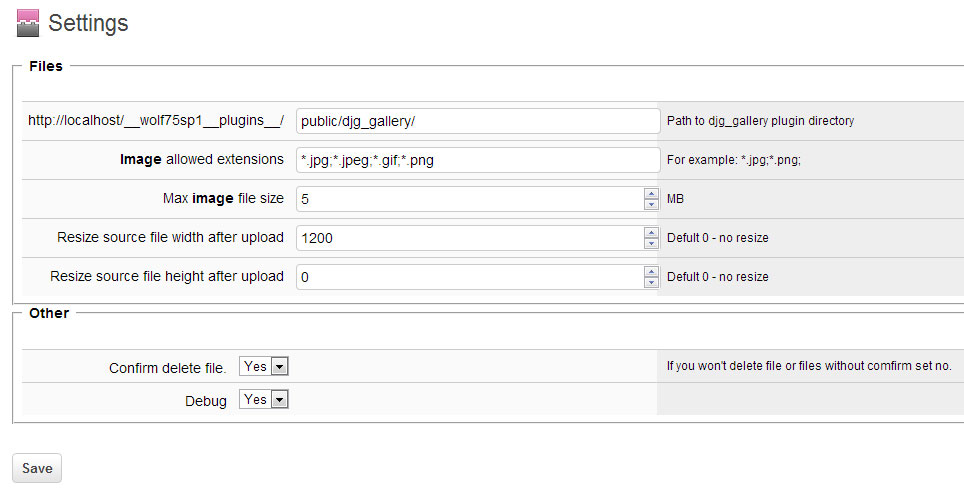 Settings
Files
http://localhost/__wolf75sp1__plugins__/ public/djg_gallery/ Path to djg_gallery plugin directory
Image allowed extensions *.jpg;*.jpeg;*.gif;*.png For example: *.jpg;*.png;
Max image file size 5 MB
Resize source file width after upload 1200 Defult 0 - no resize
Resize source file height after upload 0 Defult 0 - no resize
Other
Confirm delete file. Yes If you won't delete file or files without comfirm set no.
Debug Yes
Save